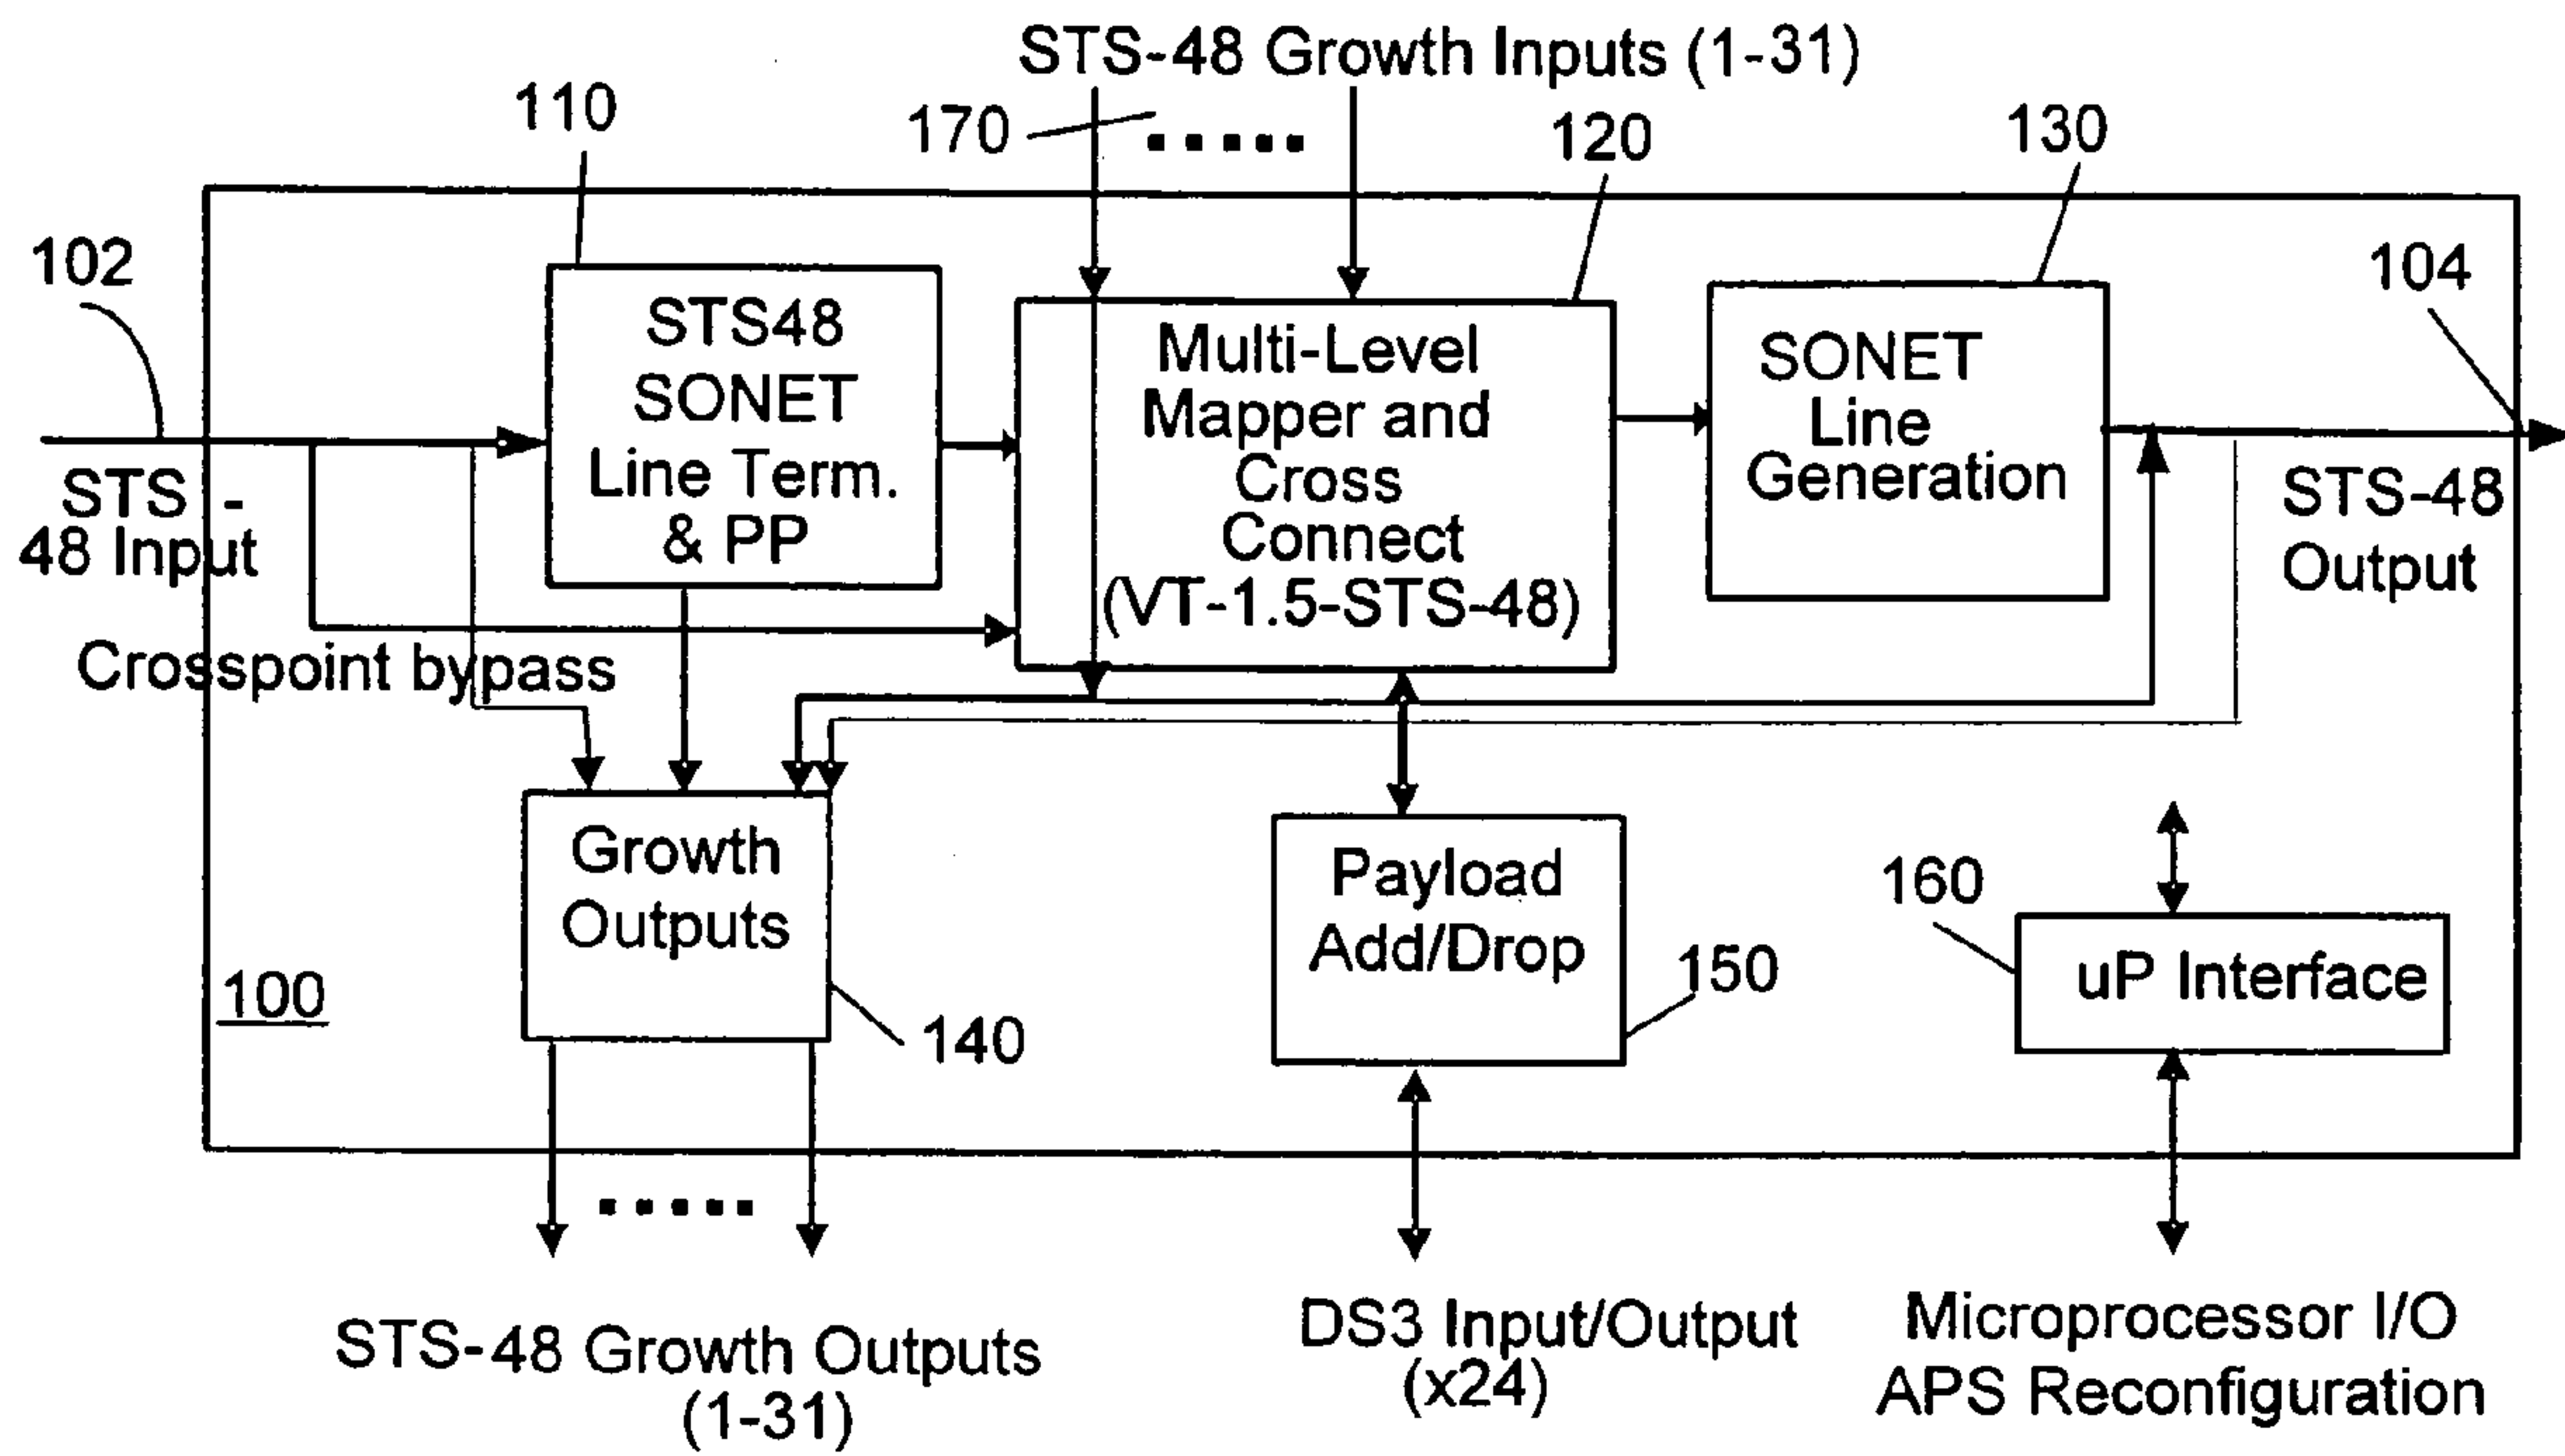 STS-48 Growth Inputs (1-31)
110
170
120
130
102
104
STS48
SONET
Line Term.
& PP
Multi-Level
Mapper and
Cross
Connect
(VT-1.5-STS-48)
SONET
Line
Generation
STS -
48 Input
STS-48
Output
Crosspoint bypass
Growth
Outputs
Payload
Add/Drop
160
uP Interface
150
100
140
STS-48 Growth Outputs
(1-31)
DS3 Input/Output
(x24)
Microprocessor I/O
APS Reconfiguration